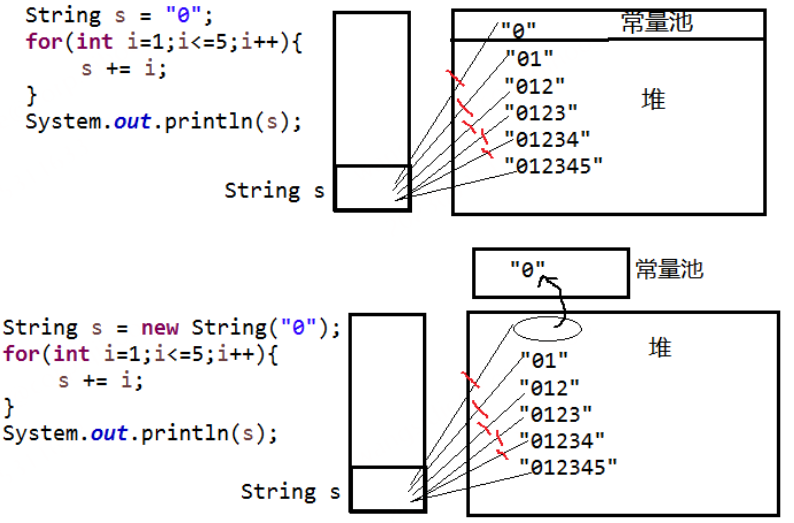 String s = "0";
for(int i=1;i<=5;i++){
s += i;
}
System.out.println(s);
String s
"0"
常量池
"01"
"012"
"0123"
"01234"
"012345"
堆
String s = new String("0");
for(int i=1;i<=5;i++){
s += i;
}
System.out.println(s);
String s
"0"
常量池
堆
"01"
"012"
"0123"
"01234"
"012345"